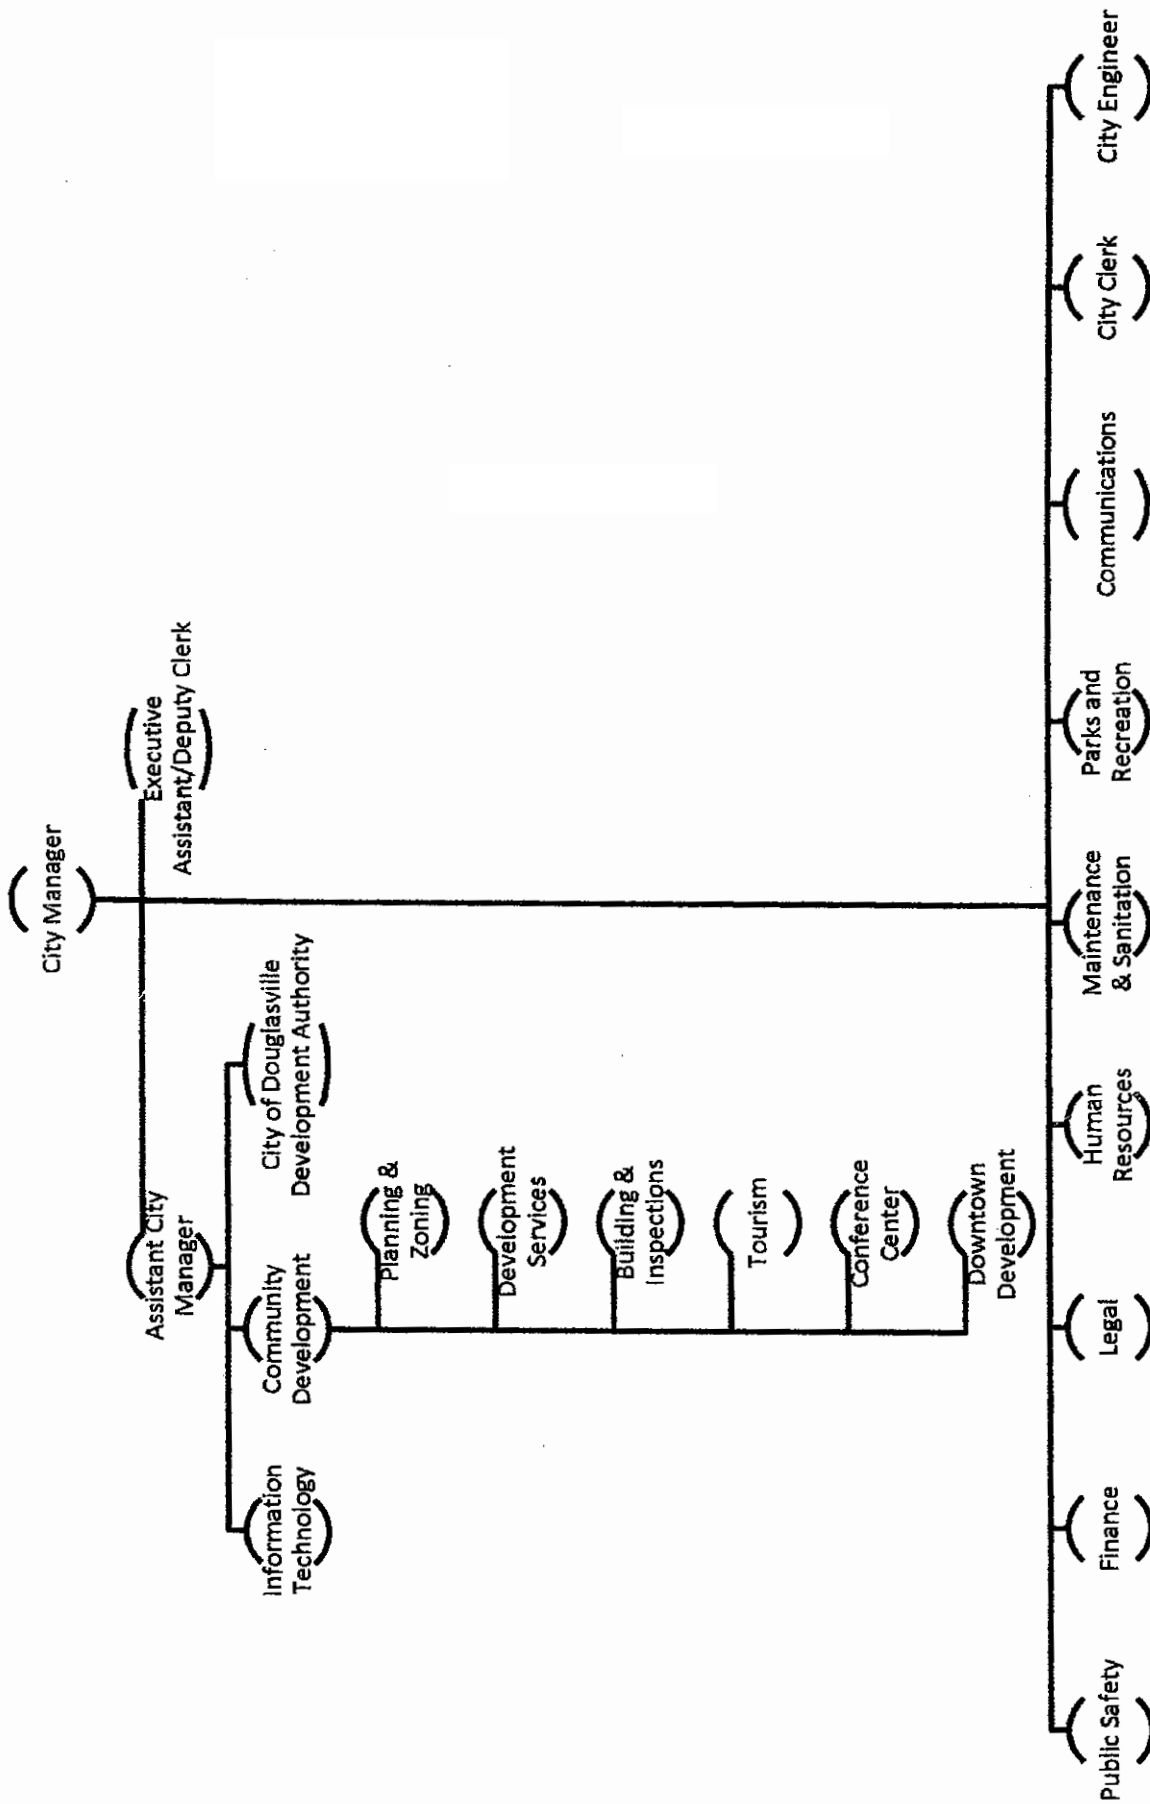 City Manager
Assistant City
Manager
Executive
Assistant/Deputy Clerk
Information
Technology
Community
Development
City of Douglasville
Development Authority
Planning &
Zoning
Development
Services
Building &
Inspections
Tourism
Conference
Center
Downtown
Development
Public Safety
Finance
Legal
Human
Resources
Maintenance
& Sanitation
Parks and
Recreation
Communications
City Clerk
City Engineer